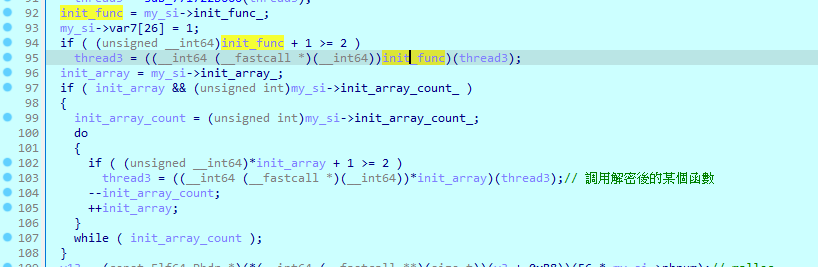 92 init_func = my_si->init_func_;
93 my_si->var7[26] = 1;
94 if ( (unsigned __int64)init_func + 1 >= 2 )
95 thread3 = ((__int64 (__fastcall *)(__int64))init_func)(thread3);
96 init_array = my_si->init_array_;
97 if ( init_array && (unsigned int)my_si->init_array_count_ )
98 {
99 init_array_count = (unsigned int)my_si->init_array_count_;
100 do
101 {
102 if ( (unsigned __int64)*init_array + 1 >= 2 )
103 thread3 = ((__int64 (__fastcall *)(__int64))*init_array)(thread3);// 調用解密後的某個函數
104 --init_array_count;
105 ++init_array;
106 }
107 while ( init_array_count );
108 }